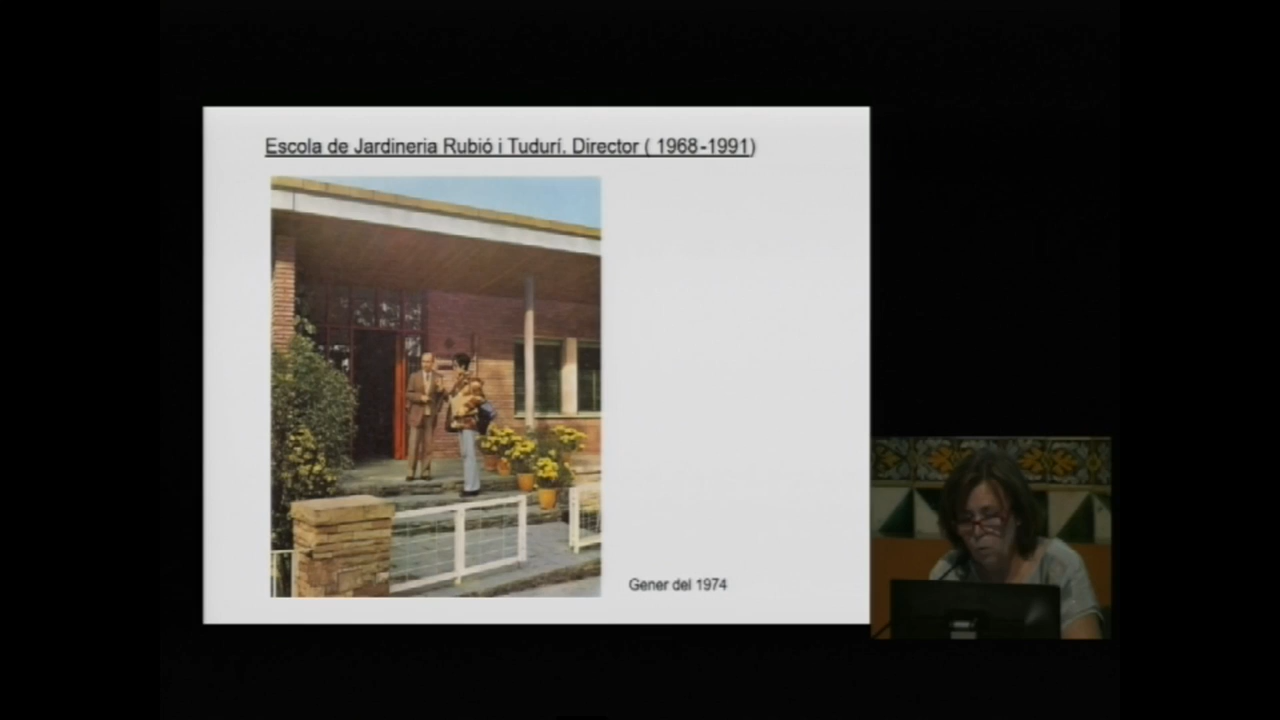 Escola de Jardineria Rubió i Tudurí. Director ( 1968-1991)
Gener del 1974